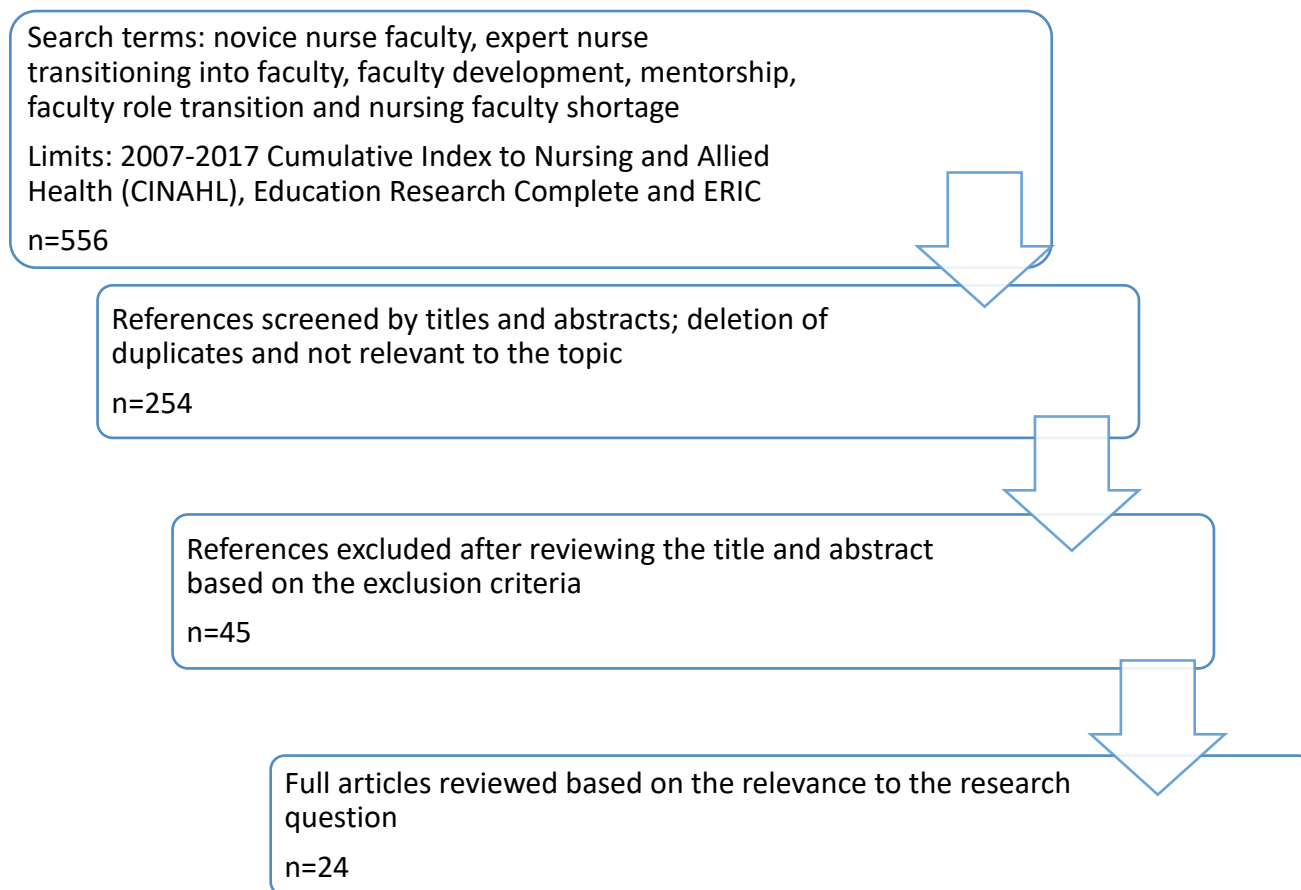 Search terms: novice nurse faculty, expert nurse
transitioning into faculty, faculty development, mentorship,
faculty role transition and nursing faculty shortage
Limits: 2007-2017 Cumulative Index to Nursing and Allied
Health (CINAHL), Education Research Complete and ERIC
n=556
References screened by titles and abstracts; deletion of
duplicates and not relevant to the topic
n=254
References excluded after reviewing the title and abstract
based on the exclusion criteria
n=45
Full articles reviewed based on the relevance to the research
question
n=24